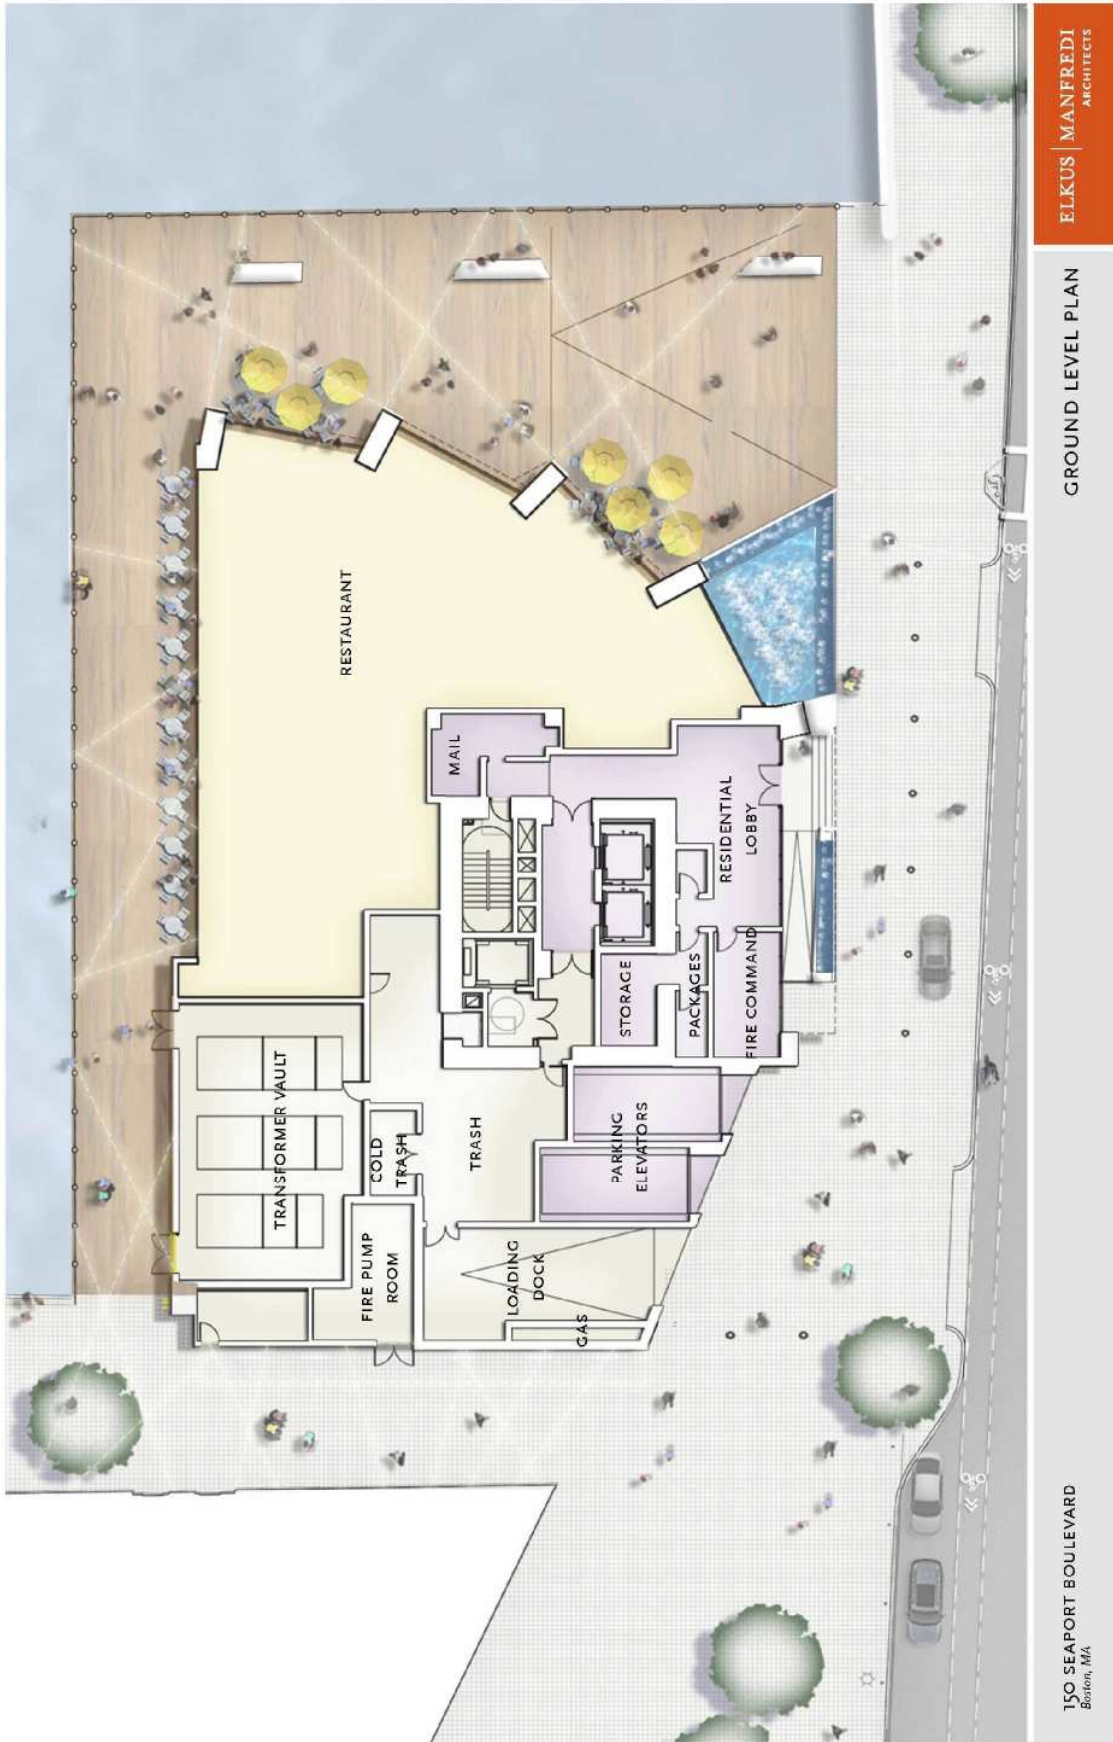 RESTAURANT
MAIL
RESIDENTIAL
LOBBY
STORAGE
PACKAGES
FIRE COMMAND
PARKING
ELEVATORS
TRANSFORMER VAULT
COLD
TRASH
TRASH
FIRE PUMP
ROOM
LOADING
DOCK
GAS
150 SEAPORT BOULEVARD
Boston, MA
GROUND LEVEL PLAN
ELKUS | MANFREDI
ARCHITECTS